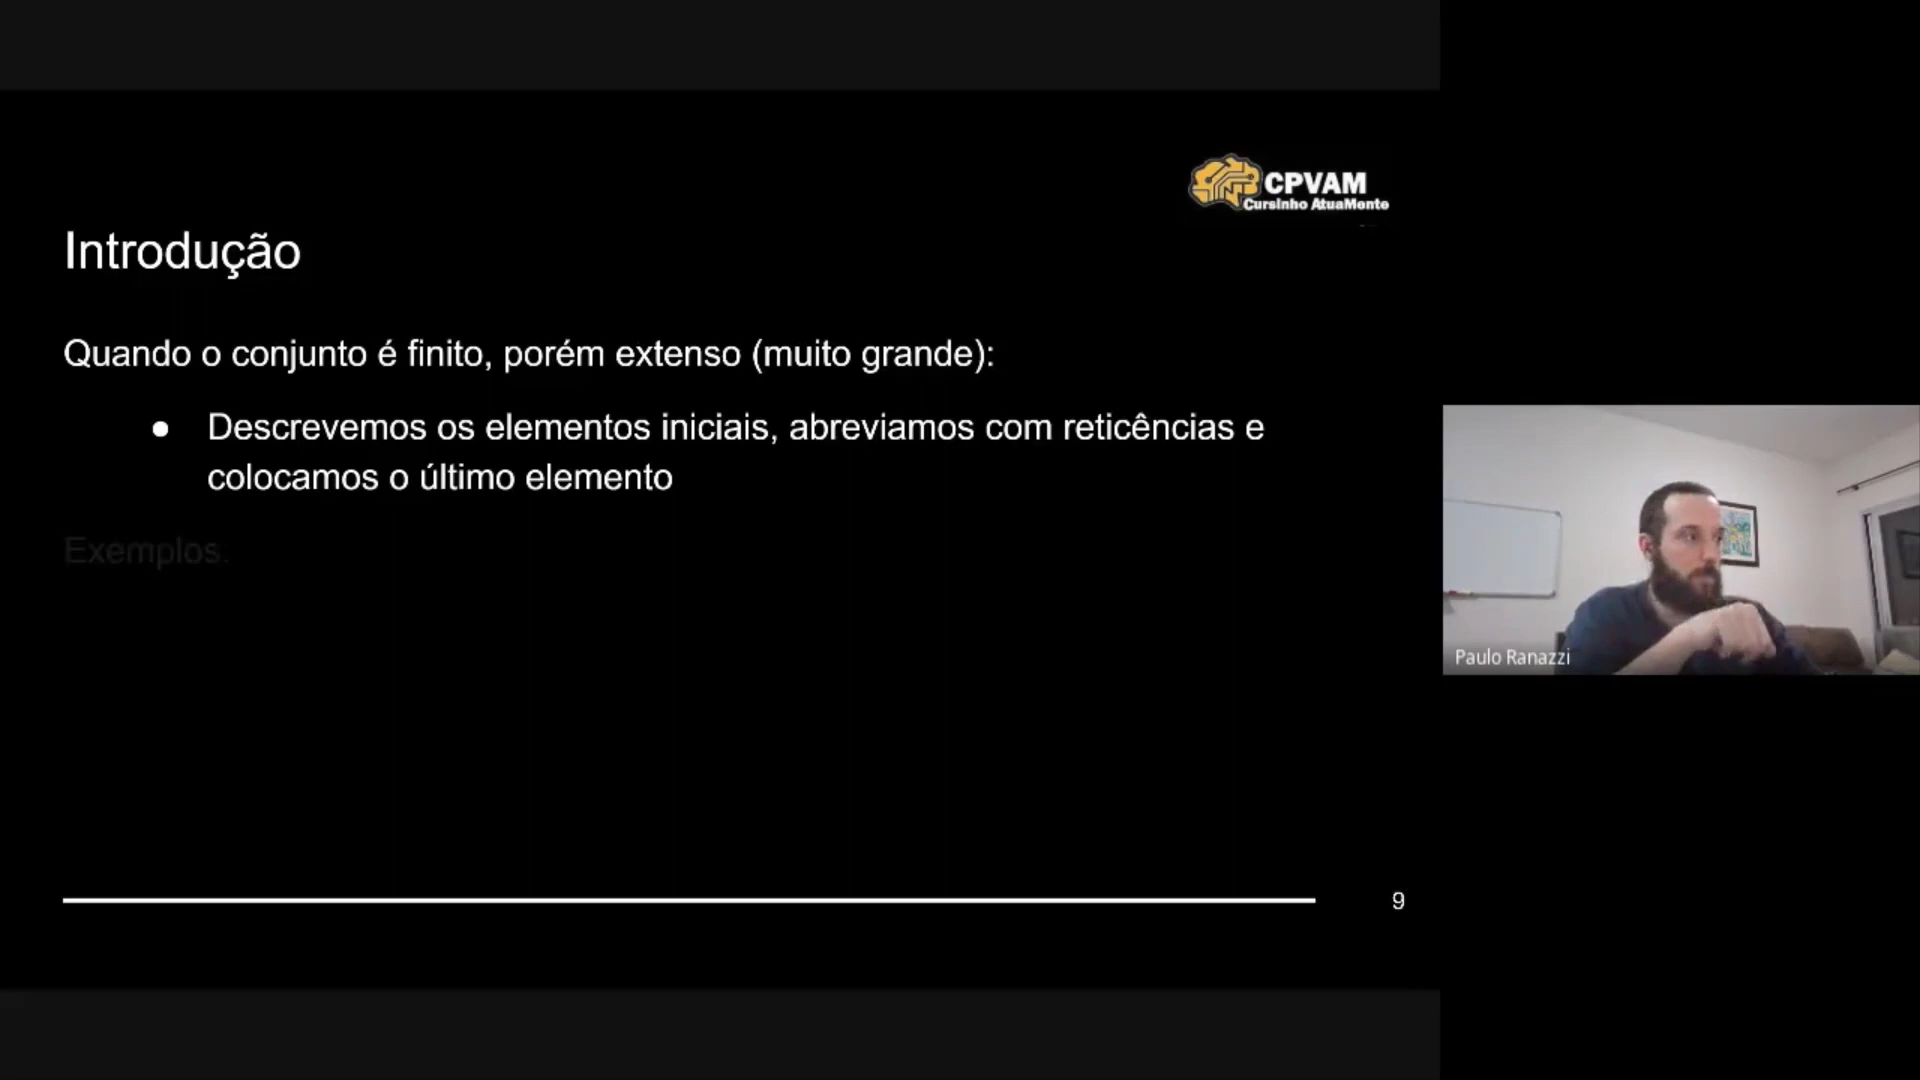 CPVAM
Cursinho AtuaMente
Introdução
Quando o conjunto é finito, porém extenso (muito grande):
● Descrevemos os elementos iniciais, abreviamos com reticências e
colocamos o último elemento
Exemplos:
Paulo Ranazzi
9